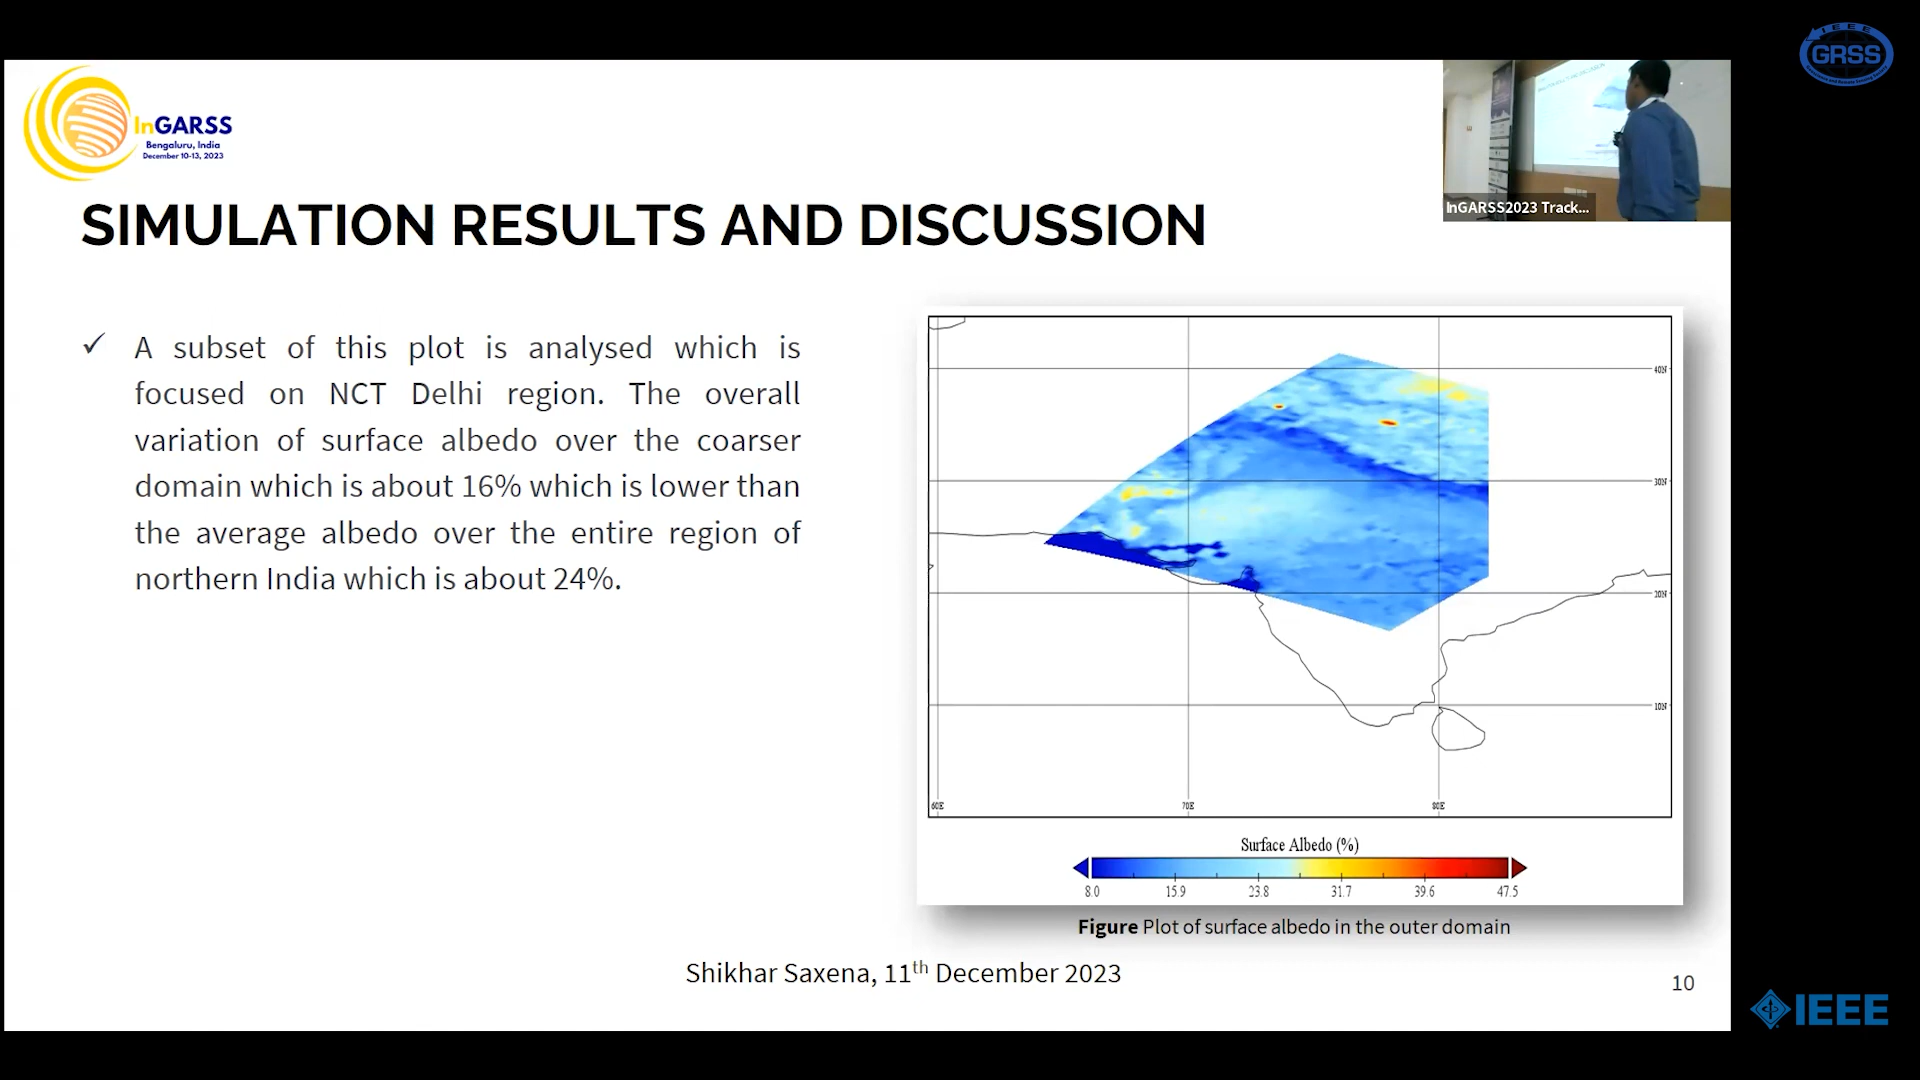 IEEE
GRSS
InGARSS
Bengaluru, India
December 10-13, 2023
InGARSS2023 Track...
SIMULATION RESULTS AND DISCUSSION
✓ A subset of this plot is analysed which is
focused on NCT Delhi region. The overall
variation of surface albedo over the coarser
domain which is about 16% which is lower than
the average albedo over the entire region of
northern India which is about 24%.
40N
30N
20N
10N
60E 70E 80E
Surface Albedo (%)
8.0 15.9 23.8 31.7 39.6 47.5
Figure Plot of surface albedo in the outer domain
Shikhar Saxena, 11th December 2023
10
IEEE